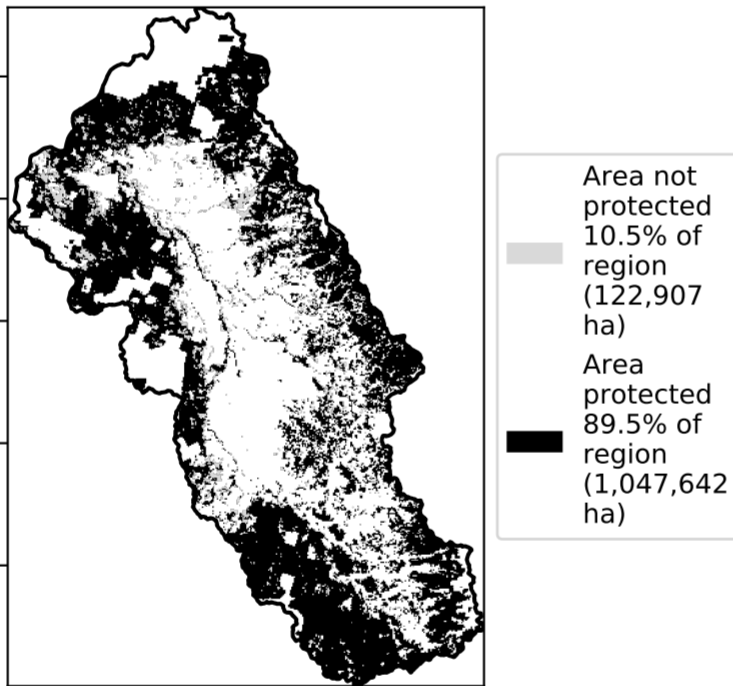 Area not
protected
10.5% of
region
(122,907
ha)
Area
protected
89.5% of
region
(1,047,642
ha)